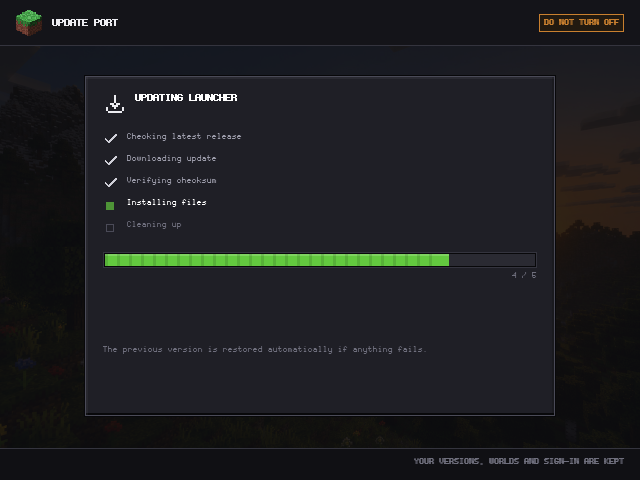 UPDATE PORT
DO NOT TURN OFF
UPDATING LAUNCHER
Checking latest release
Downloading update
Verifying checksum
Installing files
Cleaning up
4 / 5
The previous version is restored automatically if anything fails.
YOUR VERSIONS, WORLDS AND SIGN-IN ARE KEPT